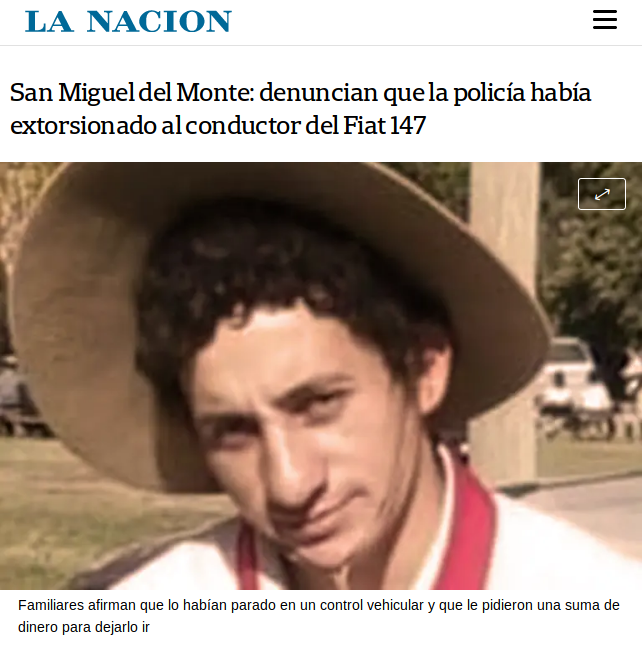 LA NACION
San Miguel del Monte: denuncian que la policía había
extorsionado al conductor del Fiat 147
Familiares afirman que lo habían parado en un control vehicular y que le pidieron una suma de
dinero para dejarlo ir